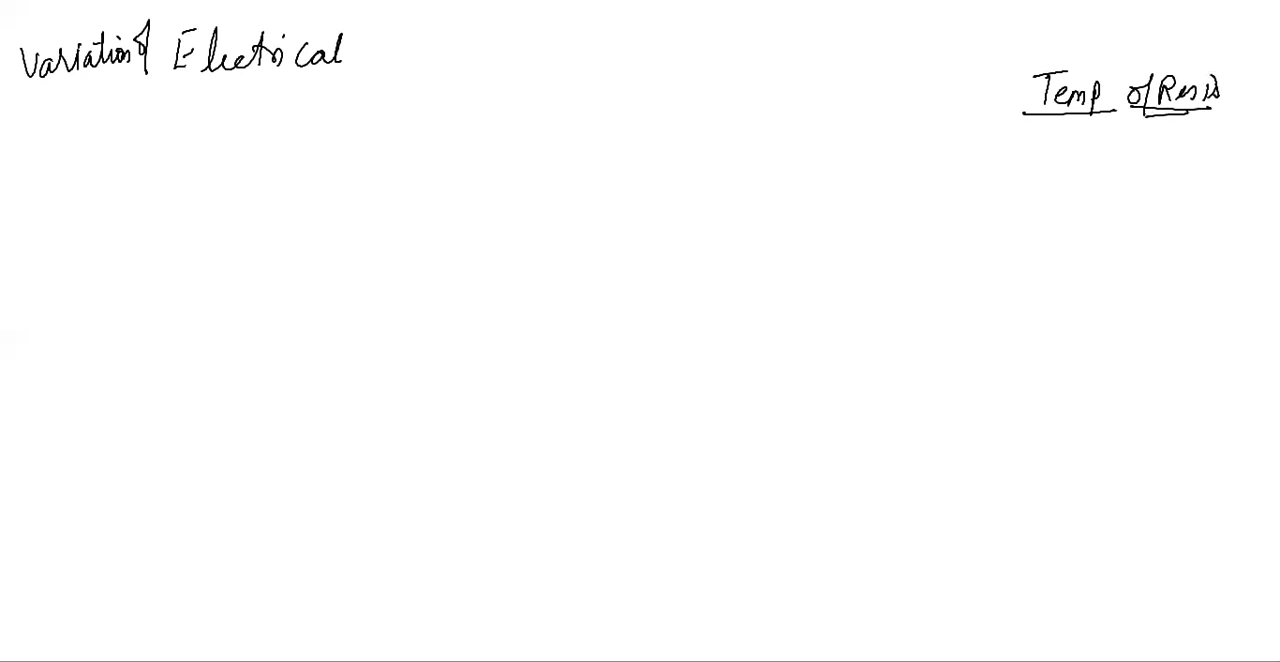 Variation of Electrical
Temp of Resis